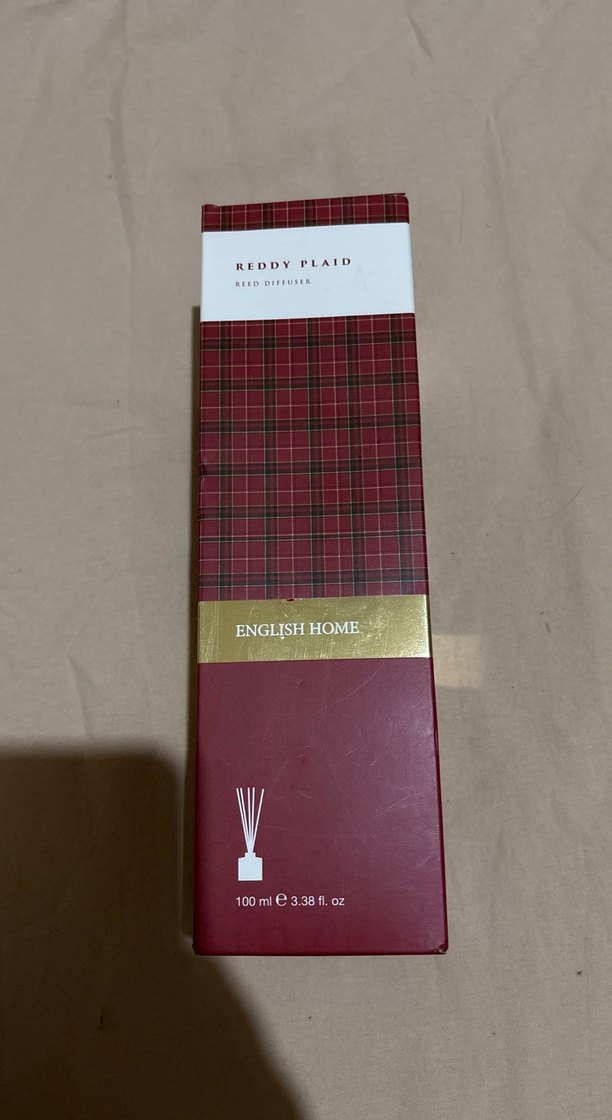 REDDY PLAID
REED DIFFUSER
ENGLISH HOME
100 ml ℮ 3.38 fl. oz